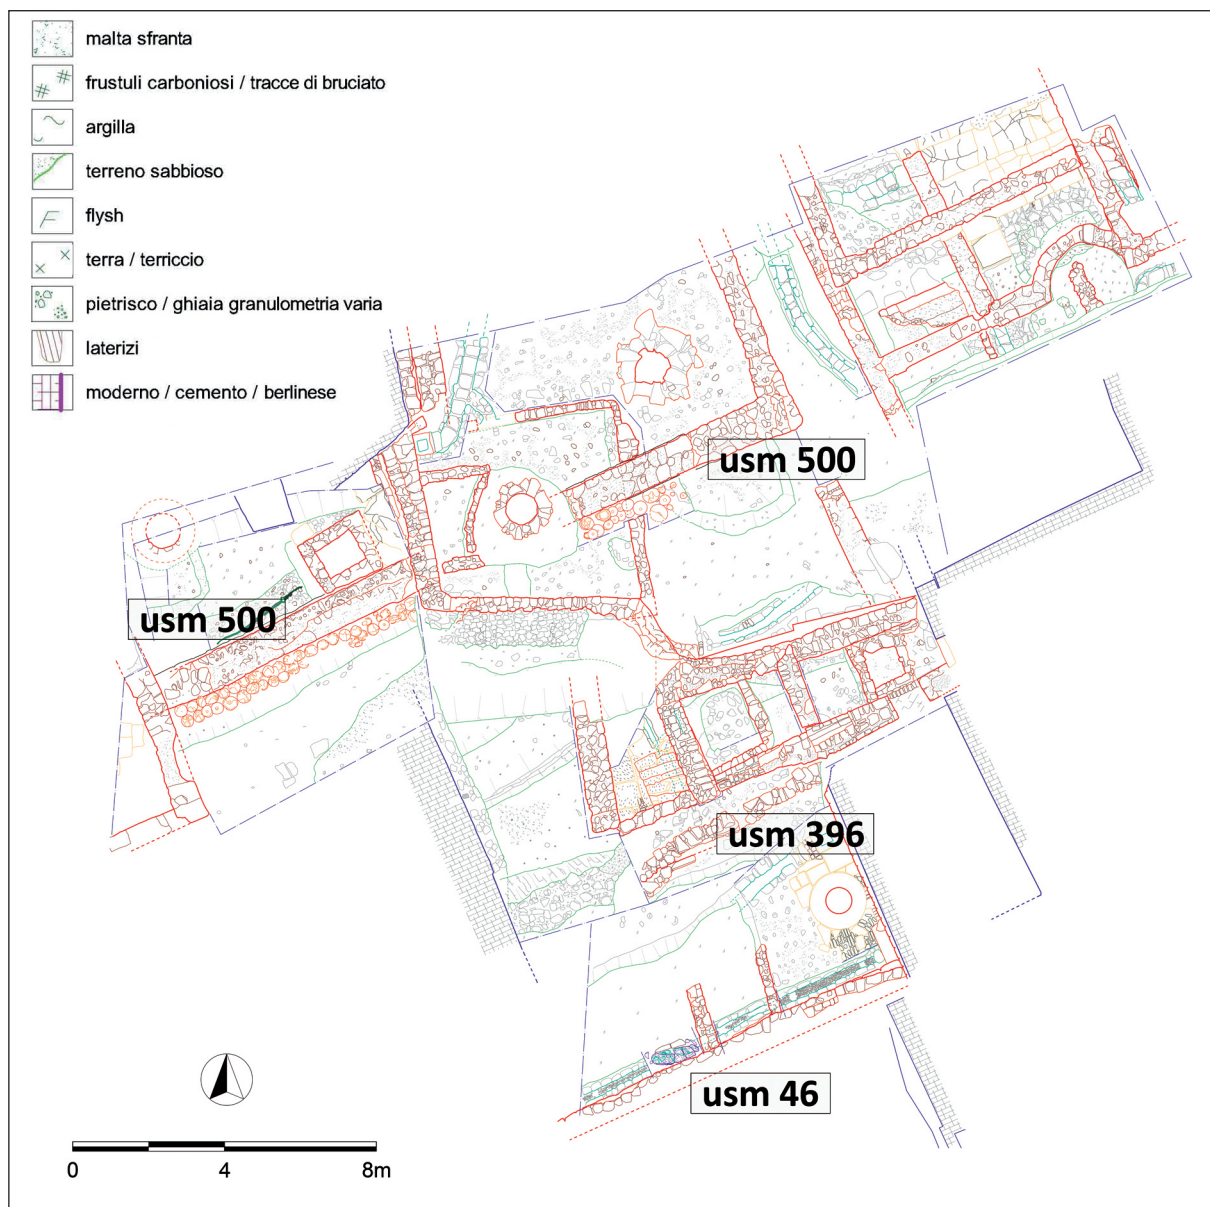 malta sfranta
frustuli carboniosi / tracce di bruciato
argilla
terreno sabbioso
flysh
terra / terriccio
pietrisco / ghiaia granulometria varia
laterizi
moderno / cemento / berlinese
usm 500
usm 500
usm 396
usm 46
0 4 8m